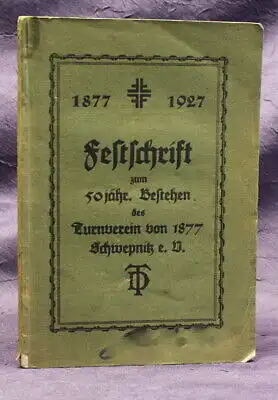 1877 1927
Festschrift
zum
50jähr. Bestehen
des
Turnverein von 1877
Schwepnitz e. V.